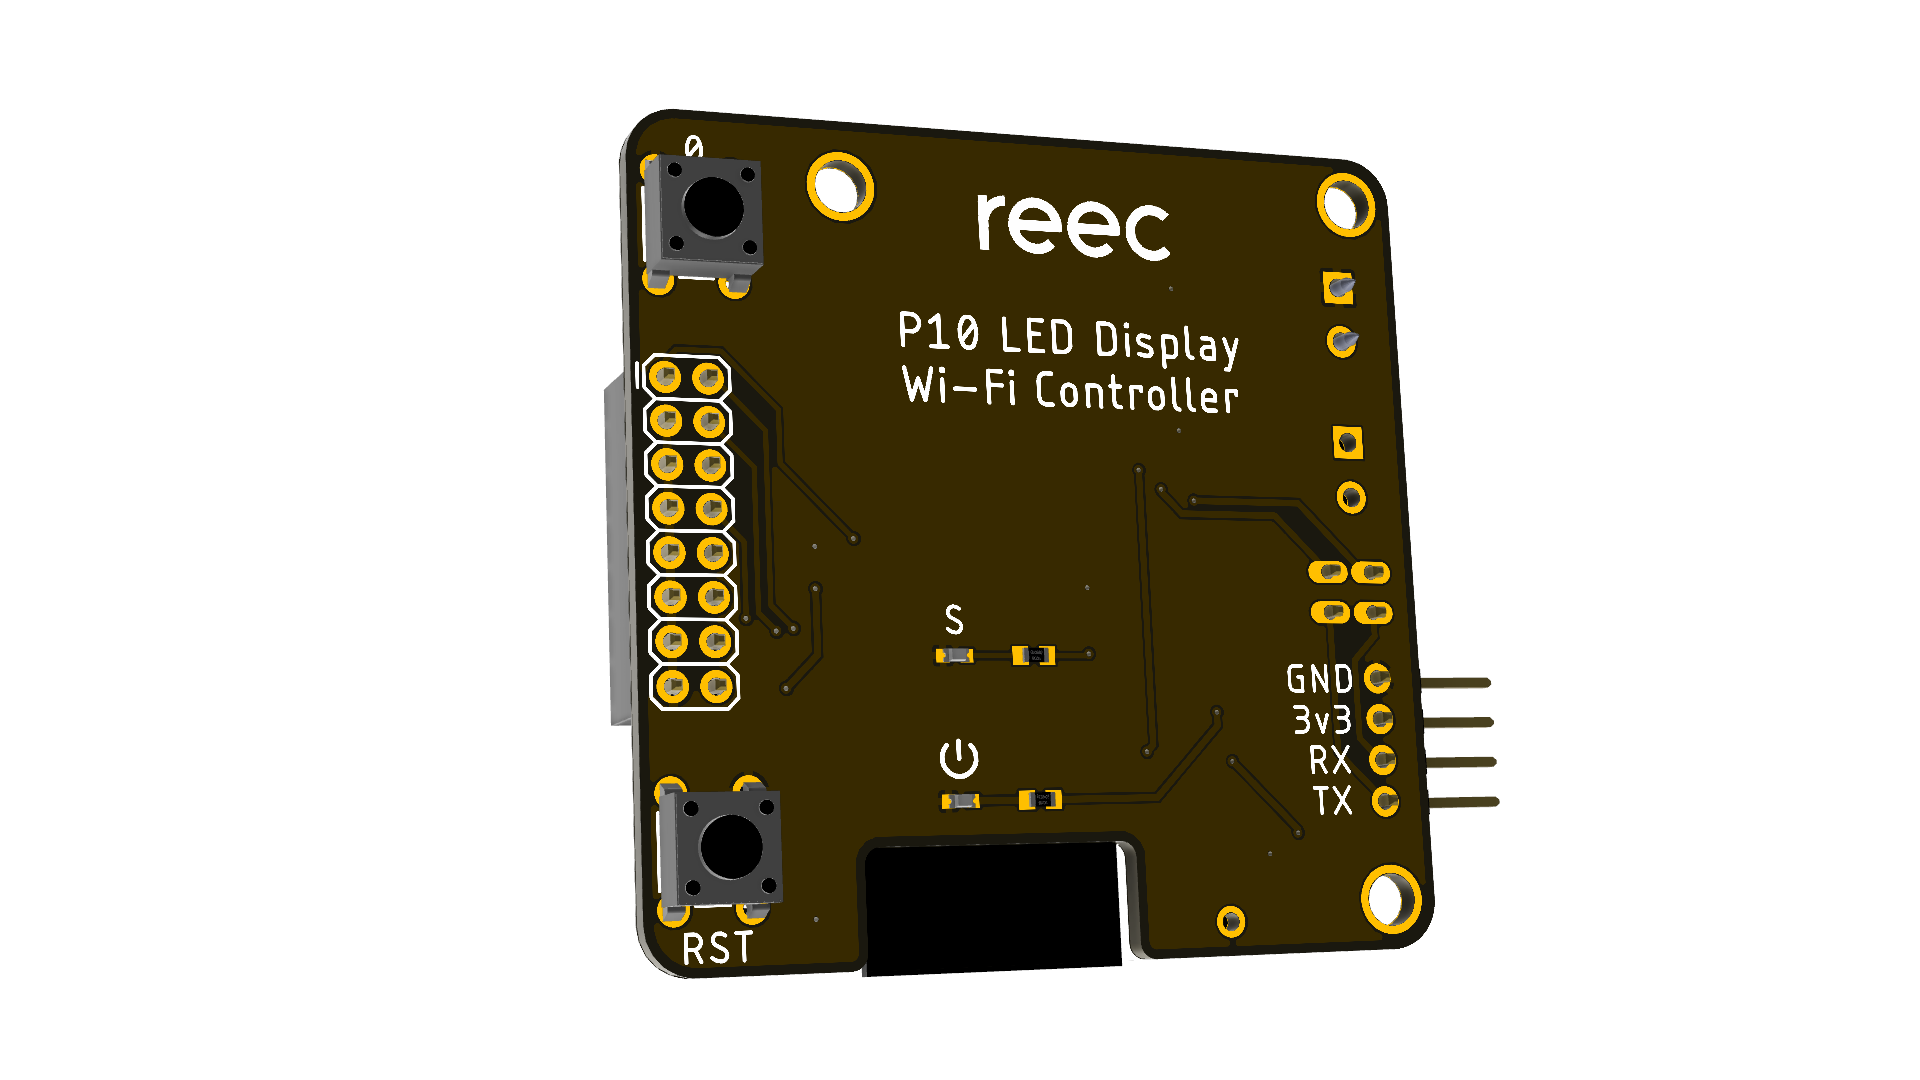 0
reec
P10 LED Display
Wi-Fi Controller
S
GND
3v3
RX
TX
RST